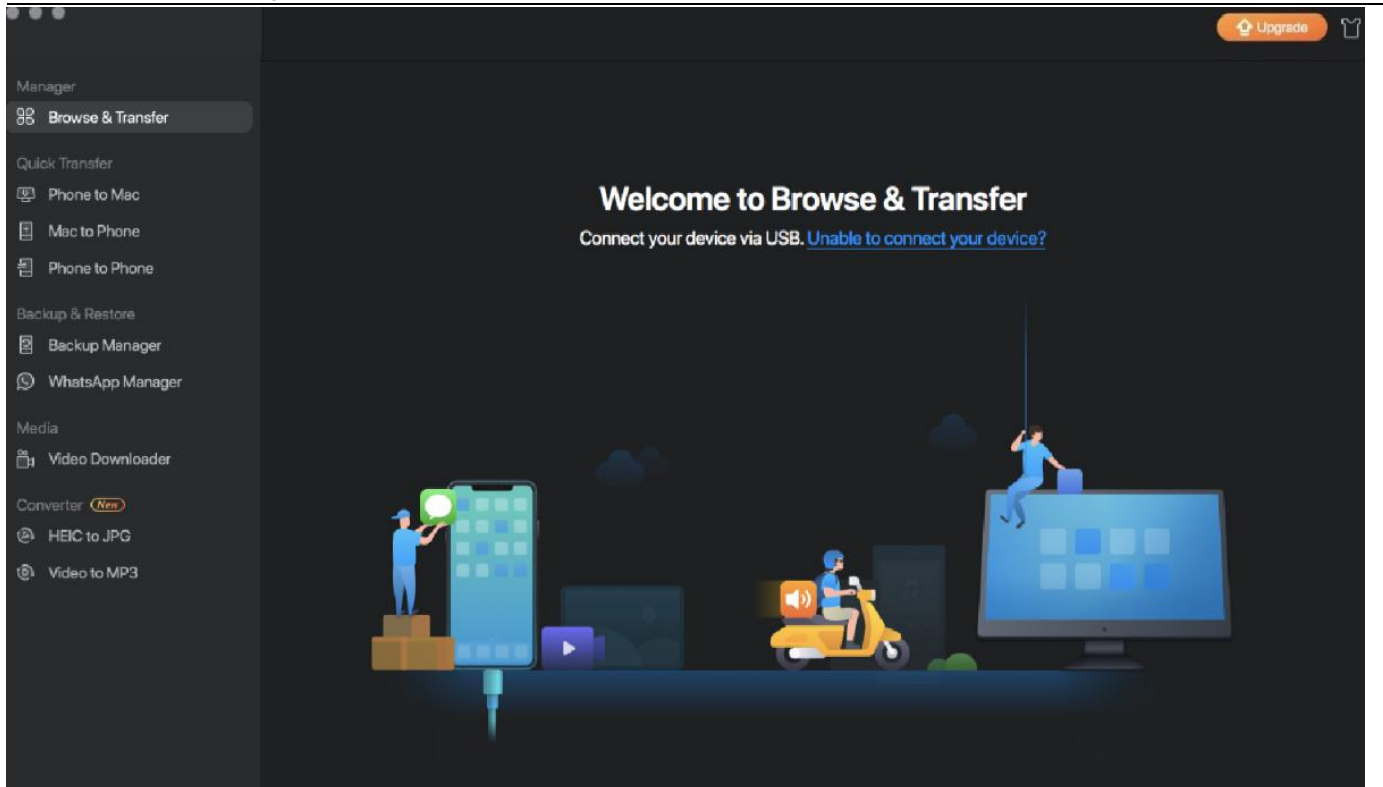 Upgrade
Manager
Browse & Transfer
Quick Transfer
Phone to Mac
Mac to Phone
Phone to Phone
Backup & Restore
Backup Manager
WhatsApp Manager
Media
Video Downloader
Converter New
HEIC to JPG
Video to MP3
Welcome to Browse & Transfer
Connect your device via USB. Unable to connect your device?